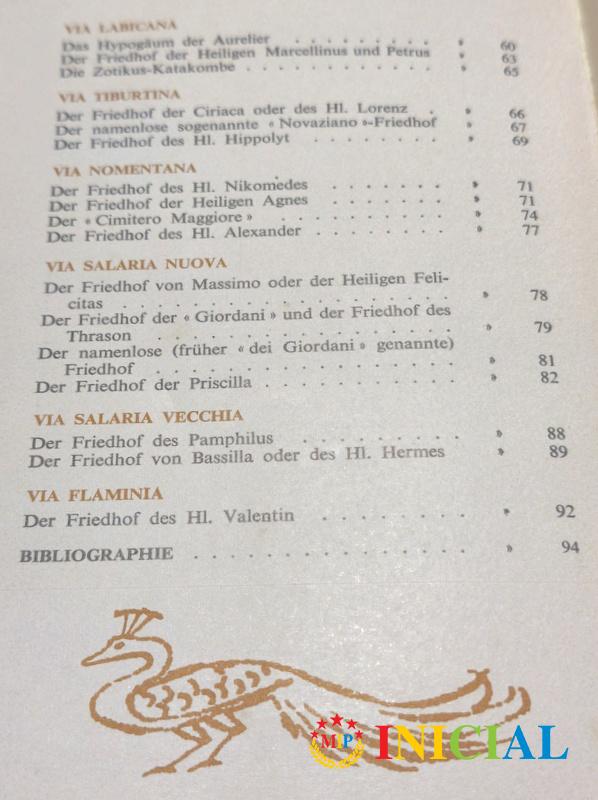 VIA LABICANA
Das Hypogäum der Aurelier . . . . . . . . » 60
Der Friedhof der Heiligen Marcellinus und Petrus » 63
Die Zotikus-Katakombe . . . . . . . . . . » 65
VIA TIBURTINA
Der Friedhof der Ciriaca oder des Hl. Lorenz . » 66
Der namenlose sogenannte « Novaziano »-Friedhof » 67
Der Friedhof des Hl. Hippolyt . . . . . . . » 69
VIA NOMENTANA
Der Friedhof des Hl. Nikomedes . . . . . . » 71
Der Friedhof der Heiligen Agnes . . . . . . » 71
Der « Cimitero Maggiore » . . . . . . . . » 74
Der Friedhof des Hl. Alexander . . . . . . » 77
VIA SALARIA NUOVA
Der Friedhof von Massimo oder der Heiligen Feli-
citas . . . . . . . . . . . . . » 78
Der Friedhof der « Giordani » und der Friedhof des
Thrason . . . . . . . . . . . . » 79
Der namenlose (früher « dei Giordani » genannte)
Friedhof . . . . . . . . . . . . » 81
Der Friedhof der Priscilla . . . . . . . . » 82
VIA SALARIA VECCHIA
Der Friedhof des Pamphilus . . . . . . . » 88
Der Friedhof von Bassilla oder des Hl. Hermes » 89
VIA FLAMINIA
Der Friedhof des Hl. Valentin . . . . . . . » 92
BIBLIOGRAPHIE . . . . . . . . . . » 94
MP INICIAL